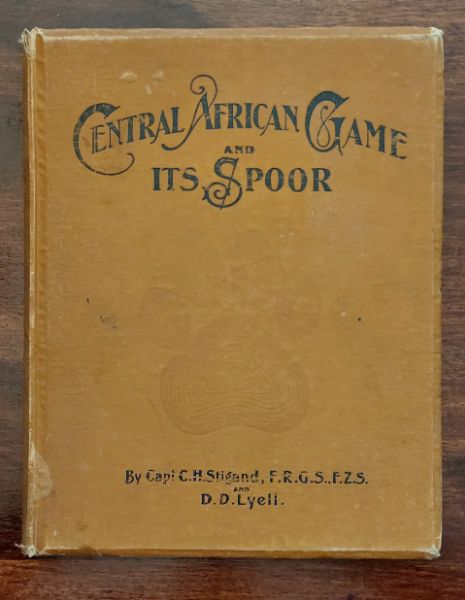 CENTRAL AFRICAN GAME
AND
ITS SPOOR
By Capt C.H.Stigand, F.R.G.S.,F.Z.S.
AND
D.D.Lyell.